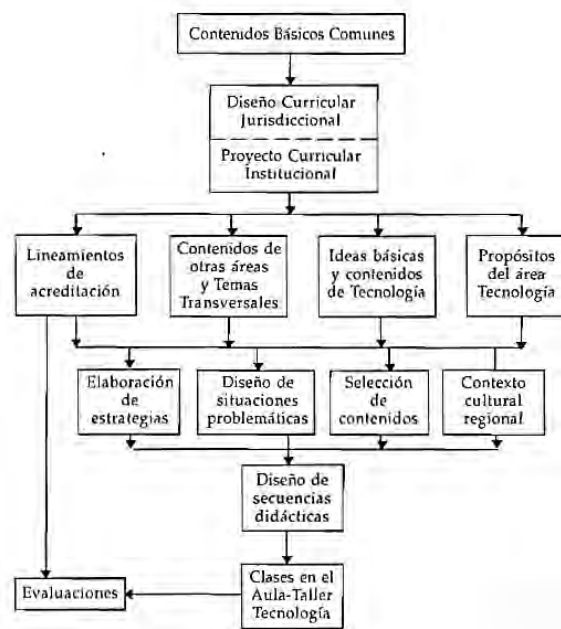 Contenidos Básicos Comunes
Diseño Curricular
Jurisdiccional
Proyecto Curricular
Institucional
Lineamientos
de
acreditación
Contenidos de
otras áreas
y Temas
Transversales
Ideas básicas
y contenidos
de Tecnología
Propósitos
del área
Tecnología
Elaboración
de
estrategias
Diseño de
situaciones
problemáticas
Selección
de
contenidos
Contexto
cultural
regional
Diseño de
secuencias
didácticas
Evaluaciones
Clases en el
Aula-Taller
Tecnología